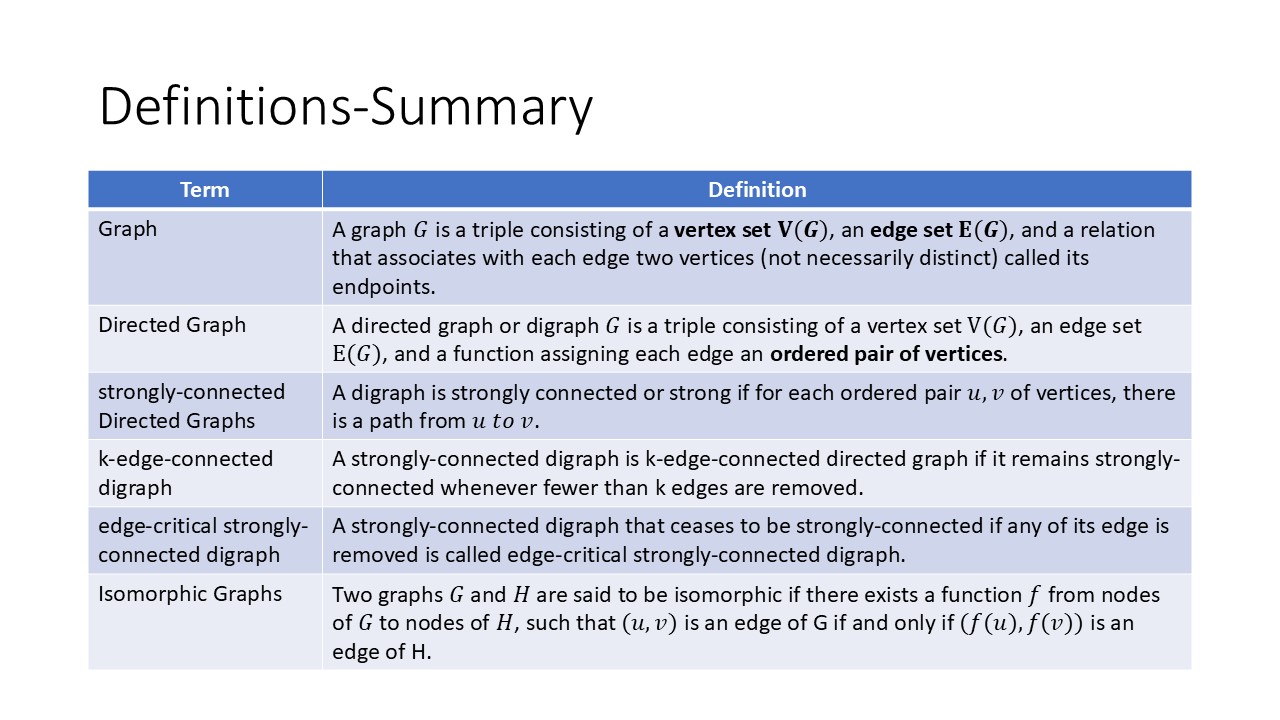 Definitions-Summary
Term Definition
Graph
A graph G is a triple consisting of a vertex set V(G), an edge set E(G), and a relation
that associates with each edge two vertices (not necessarily distinct) called its
endpoints.
Directed Graph
A directed graph or digraph G is a triple consisting of a vertex set V(G), an edge set
E(G), and a function assigning each edge an ordered pair of vertices.
strongly-connected
Directed Graphs
A digraph is strongly connected or strong if for each ordered pair u, v of vertices, there
is a path from u to v.
k-edge-connected
digraph
A strongly-connected digraph is k-edge-connected directed graph if it remains strongly-
connected whenever fewer than k edges are removed.
edge-critical strongly-
connected digraph
A strongly-connected digraph that ceases to be strongly-connected if any of its edge is
removed is called edge-critical strongly-connected digraph.
Isomorphic Graphs
Two graphs G and H are said to be isomorphic if there exists a function f from nodes
of G to nodes of H, such that (u, v) is an edge of G if and only if (f(u), f(v)) is an
edge of H.